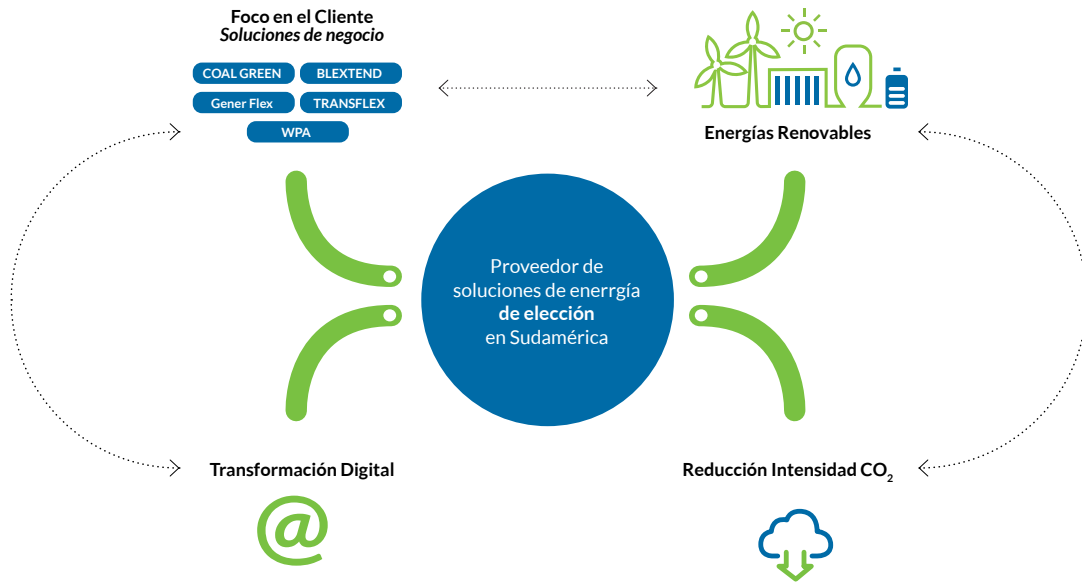 Foco en el Cliente
Soluciones de negocio
COAL GREEN
BLEXTEND
Gener Flex
TRANSFLEX
WPA
Energías Renovables
Proveedor de
soluciones de enerrgía
de elección
en Sudamérica
Transformación Digital
@
Reducción Intensidad CO₂